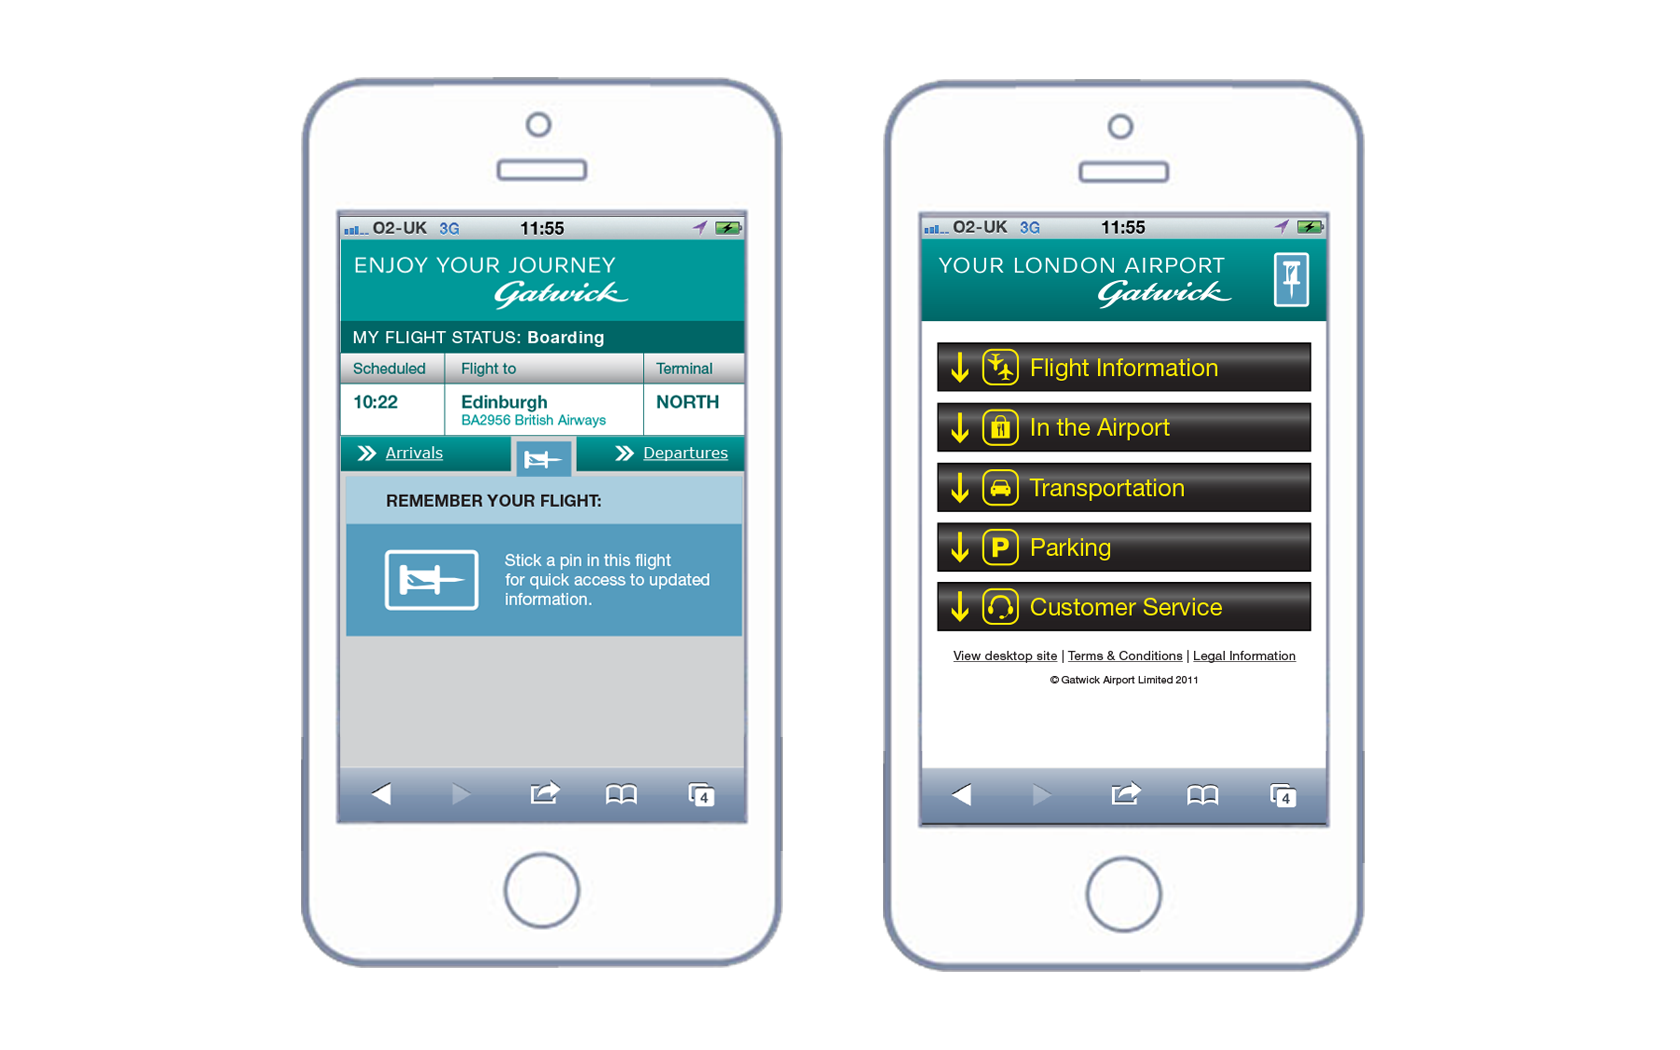 O2-UK 3G 11:55
ENJOY YOUR JOURNEY
Gatwick
MY FLIGHT STATUS: Boarding
Scheduled Flight to Terminal
10:22 Edinburgh NORTH
BA2956 British Airways
Arrivals Departures
REMEMBER YOUR FLIGHT:
Stick a pin in this flight
for quick access to updated
information.
4
O2-UK 3G 11:55
YOUR LONDON AIRPORT
Gatwick
Flight Information
In the Airport
Transportation
P Parking
Customer Service
View desktop site | Terms & Conditions | Legal Information
© Gatwick Airport Limited 2011
4